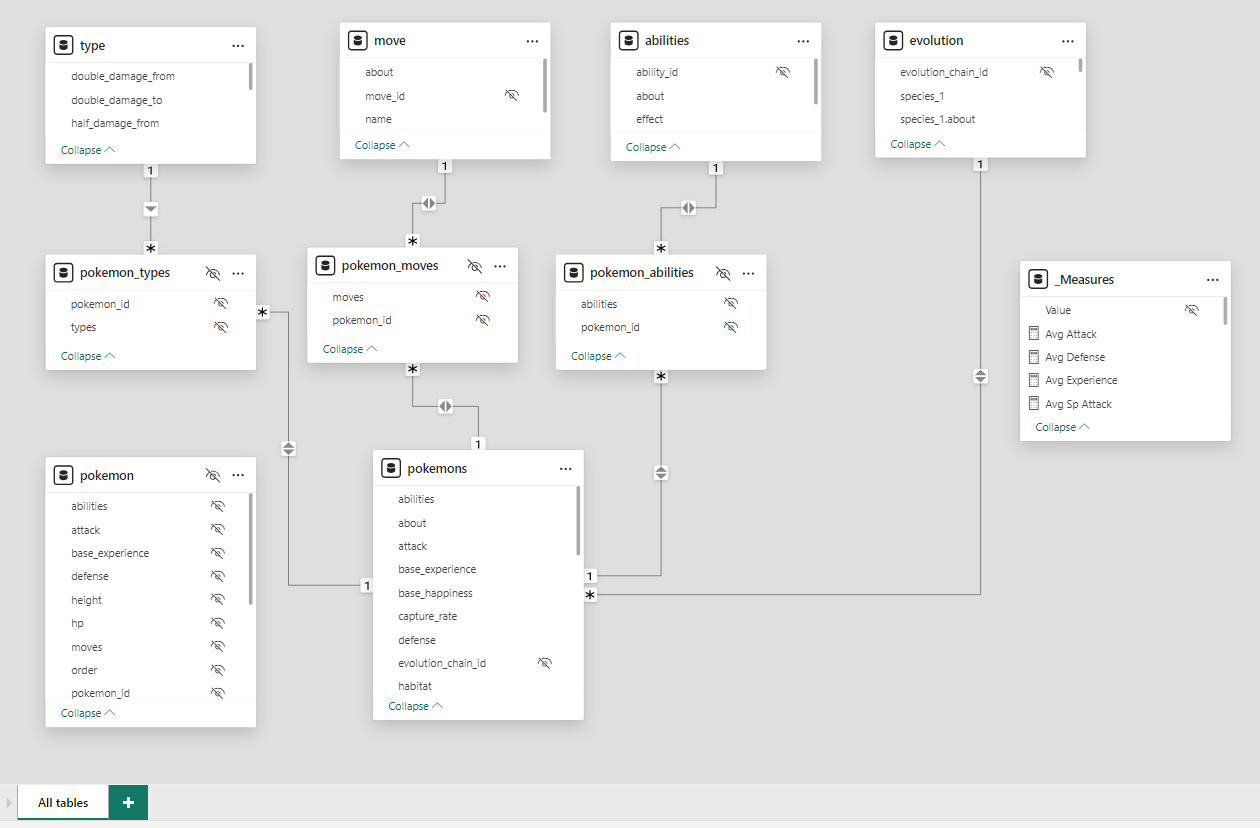 type
double_damage_from
double_damage_to
half_damage_from
Collapse
move
about
move_id
name
Collapse
abilities
ability_id
about
effect
Collapse
evolution
evolution_chain_id
species_1
species_1.about
Collapse
1
1
1
1
*
*
*
pokemon_types
pokemon_id
types
Collapse
*
pokemon_moves
moves
pokemon_id
Collapse
*
pokemon_abilities
abilities
pokemon_id
Collapse
*
_Measures
Value
Avg Attack
Avg Defense
Avg Experience
Avg Sp Attack
Collapse
pokemon
abilities
attack
base_experience
defense
height
hp
moves
order
pokemon_id
Collapse
1
1
pokemons
abilities
about
attack
base_experience
base_happiness
capture_rate
defense
evolution_chain_id
habitat
Collapse
1
*
All tables
+